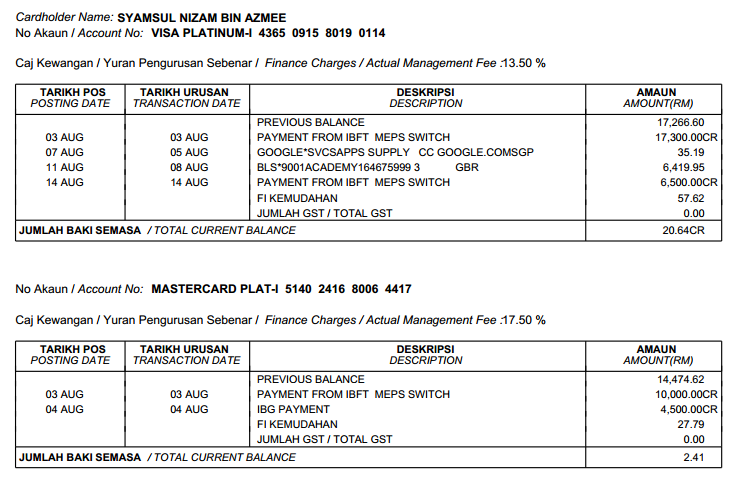 Cardholder Name: SYAMSUL NIZAM BIN AZMEE
No Akaun / Account No: VISA PLATINUM-I 4365 0915 8019 0114
Caj Kewangan / Yuran Pengurusan Sebenar / Finance Charges / Actual Management Fee :13.50 %
TARIKH POS TARIKH URUSAN DESKRIPSI AMAUN
POSTING DATE TRANSACTION DATE DESCRIPTION AMOUNT(RM)
PREVIOUS BALANCE 17,266.60
03 AUG 03 AUG PAYMENT FROM IBFT MEPS SWITCH 17,300.00CR
07 AUG 05 AUG GOOGLE*SVCSAPPS SUPPLY CC GOOGLE.COMSGP 35.19
11 AUG 08 AUG BLS*9001ACADEMY164675999 3 GBR 6,419.95
14 AUG 14 AUG PAYMENT FROM IBFT MEPS SWITCH 6,500.00CR
FI KEMUDAHAN 57.62
JUMLAH GST / TOTAL GST 0.00
JUMLAH BAKI SEMASA / TOTAL CURRENT BALANCE 20.64CR
No Akaun / Account No: MASTERCARD PLAT-I 5140 2416 8006 4417
Caj Kewangan / Yuran Pengurusan Sebenar / Finance Charges / Actual Management Fee :17.50 %
TARIKH POS TARIKH URUSAN DESKRIPSI AMAUN
POSTING DATE TRANSACTION DATE DESCRIPTION AMOUNT(RM)
PREVIOUS BALANCE 14,474.62
03 AUG 03 AUG PAYMENT FROM IBFT MEPS SWITCH 10,000.00CR
04 AUG 04 AUG IBG PAYMENT 4,500.00CR
FI KEMUDAHAN 27.79
JUMLAH GST / TOTAL GST 0.00
JUMLAH BAKI SEMASA / TOTAL CURRENT BALANCE 2.41